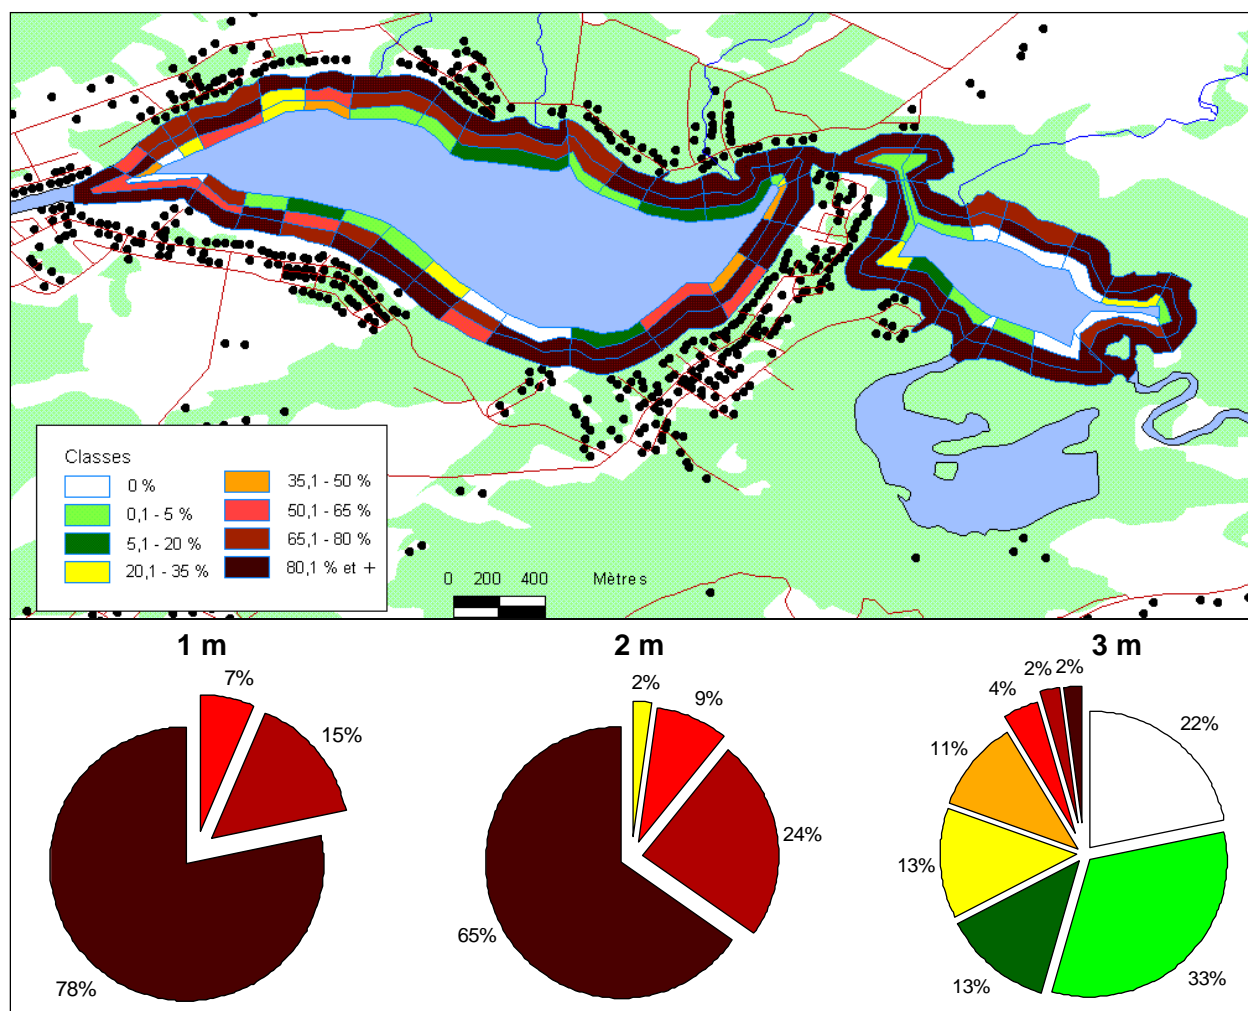 Classes
0 %
0,1 - 5 %
5,1 - 20 %
20,1 - 35 %
35,1 - 50 %
50,1 - 65 %
65,1 - 80 %
80,1 % et +
0 200 400 Mètres
1 m
7%
15%
78%
2 m
2%
9%
24%
65%
3 m
2%
2%
4%
11%
13%
13%
33%
22%